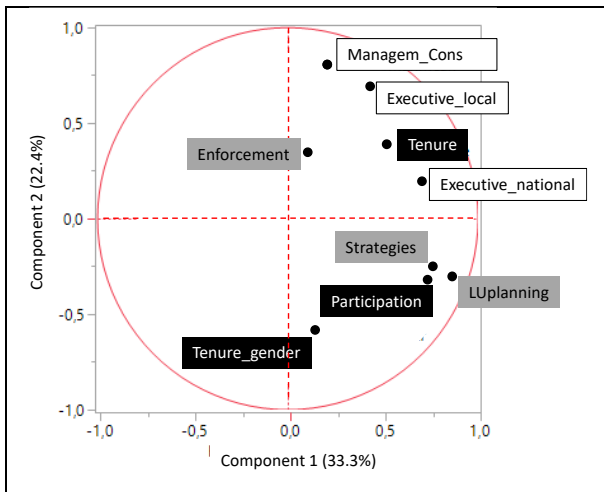 1,0
Managem_Cons
Executive_local
0,5
Enforcement
Tenure
Executive_national
0,0
Strategies
LUplanning
Participation
-0,5
Tenure_gender
-1,0
-1,0
-0,5
0,0
0,5
1,0
Component 1 (33.3%)
Component 2 (22.4%)